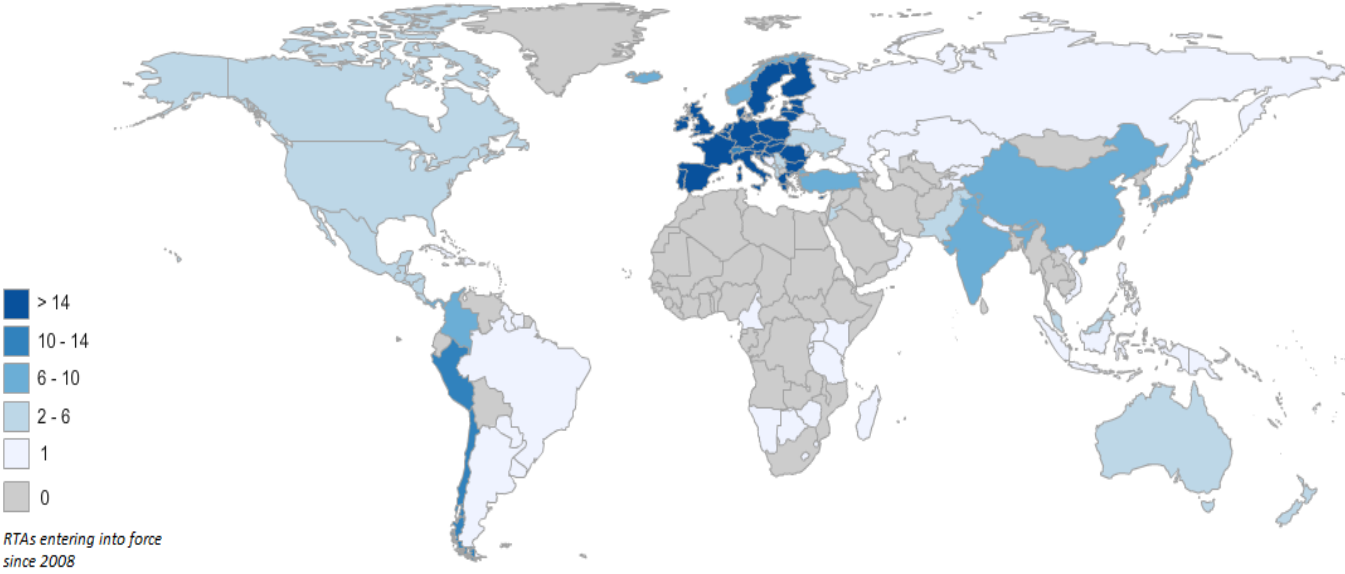 > 14
10 - 14
6 - 10
2 - 6
1
0
RTAs entering into force
since 2008